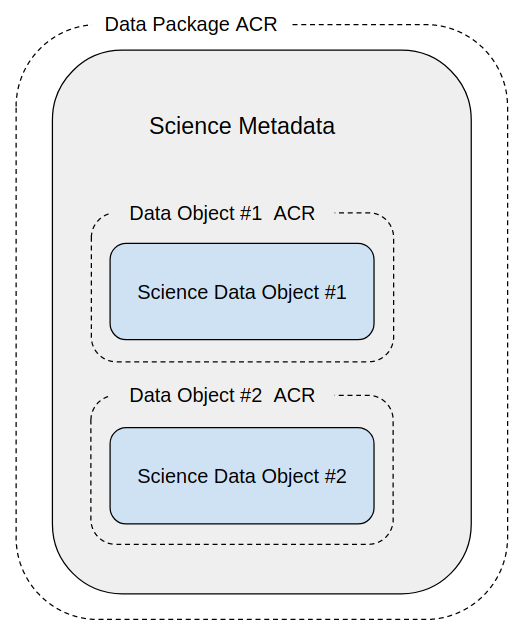 Data Package ACR
Science Metadata
Data Object #1 ACR
Science Data Object #1
Data Object #2 ACR
Science Data Object #2